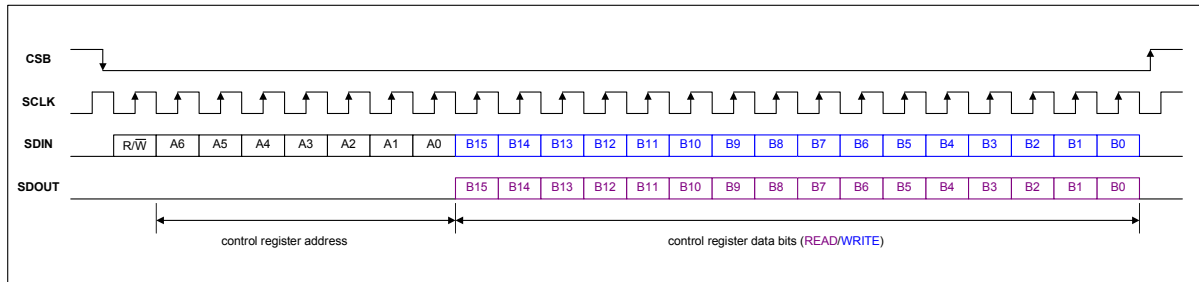 CSB
SCLK
SDIN R/W̅ A6 A5 A4 A3 A2 A1 A0 B15 B14 B13 B12 B11 B10 B9 B8 B7 B6 B5 B4 B3 B2 B1 B0
SDOUT B15 B14 B13 B12 B11 B10 B9 B8 B7 B6 B5 B4 B3 B2 B1 B0
control register address control register data bits (READ/WRITE)